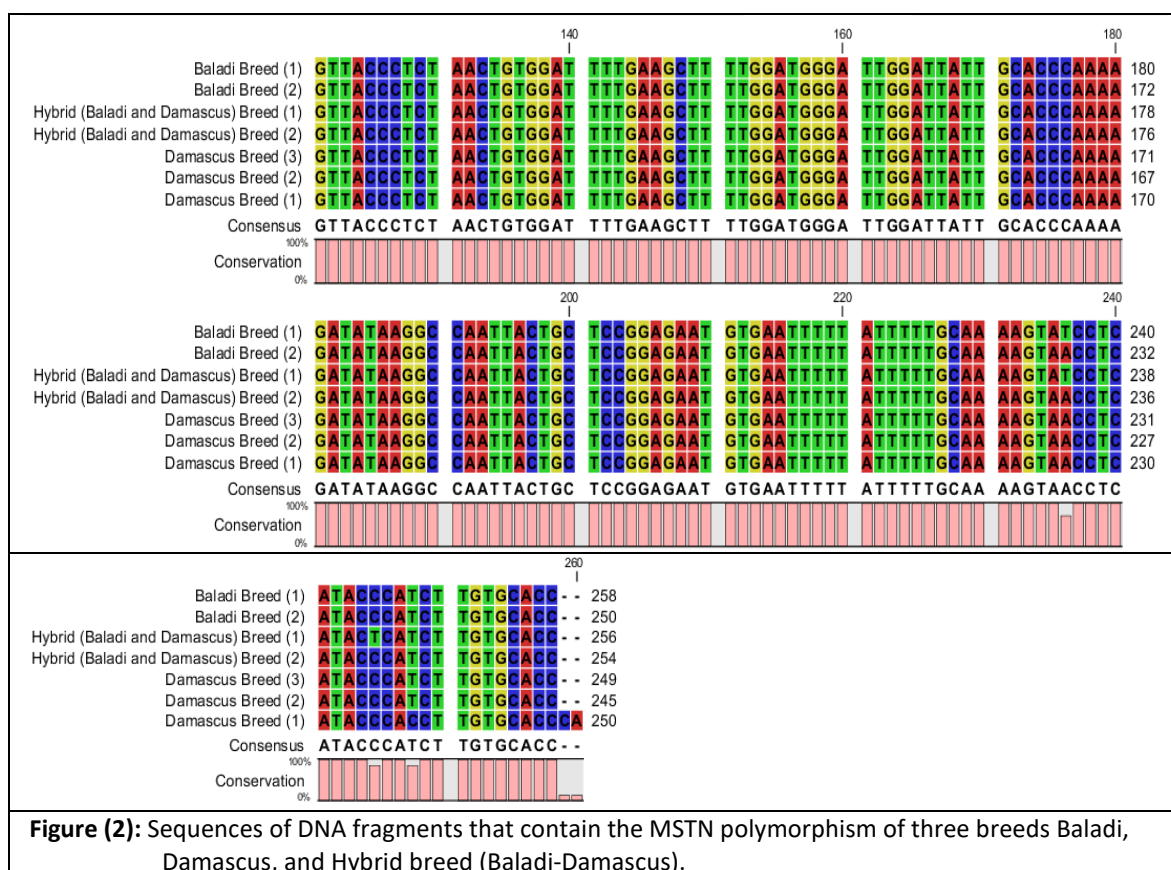 140 160 180
Baladi Breed (1) GTTACCCTCT AACTGTGGAT TTTGAAGCTT TTGGATGGGA TTGGATTATT GCACCCAAAA 180
Baladi Breed (2) GTTACCCTCT AACTGTGGAT TTTGAAGCTT TTGGATGGGA TTGGATTATT GCACCCAAAA 172
Hybrid (Baladi and Damascus) Breed (1) GTTACCCTCT AACTGTGGAT TTTGAAGCTT TTGGATGGGA TTGGATTATT GCACCCAAAA 178
Hybrid (Baladi and Damascus) Breed (2) GTTACCCTCT AACTGTGGAT TTTGAAGCTT TTGGATGGGA TTGGATTATT GCACCCAAAA 176
Damascus Breed (3) GTTACCCTCT AACTGTGGAT TTTGAAGCTT TTGGATGGGA TTGGATTATT GCACCCAAAA 171
Damascus Breed (2) GTTACCCTCT AACTGTGGAT TTTGAAGCTT TTGGATGGGA TTGGATTATT GCACCCAAAA 167
Damascus Breed (1) GTTACCCTCT AACTGTGGAT TTTGAAGCTT TTGGATGGGA TTGGATTATT GCACCCAAAA 170
Consensus GTTACCCTCT AACTGTGGAT TTTGAAGCTT TTGGATGGGA TTGGATTATT GCACCCAAAA
100%
Conservation
0%
200 220 240
Baladi Breed (1) GATATAAGGC CAATTACTGC TCCGGAGAAT GTGAATTTTT ATTTTTGCAA AAGTATCCTC 240
Baladi Breed (2) GATATAAGGC CAATTACTGC TCCGGAGAAT GTGAATTTTT ATTTTTGCAA AAGTAACCTC 232
Hybrid (Baladi and Damascus) Breed (1) GATATAAGGC CAATTACTGC TCCGGAGAAT GTGAATTTTT ATTTTTGCAA AAGTATCCTC 238
Hybrid (Baladi and Damascus) Breed (2) GATATAAGGC CAATTACTGC TCCGGAGAAT GTGAATTTTT ATTTTTGCAA AAGTAACCTC 236
Damascus Breed (3) GATATAAGGC CAATTACTGC TCCGGAGAAT GTGAATTTTT ATTTTTGCAA AAGTAACCTC 231
Damascus Breed (2) GATATAAGGC CAATTACTGC TCCGGAGAAT GTGAATTTTT ATTTTTGCAA AAGTAACCTC 227
Damascus Breed (1) GATATAAGGC CAATTACTGC TCCGGAGAAT GTGAATTTTT ATTTTTGCAA AAGTAACCTC 230
Consensus GATATAAGGC CAATTACTGC TCCGGAGAAT GTGAATTTTT ATTTTTGCAA AAGTAACCTC
100%
Conservation
0%
260
Baladi Breed (1) ATACCCATCT TGTGCACC-- 258
Baladi Breed (2) ATACCCATCT TGTGCACC-- 250
Hybrid (Baladi and Damascus) Breed (1) ATACTCATCT TGTGCACC-- 256
Hybrid (Baladi and Damascus) Breed (2) ATACCCATCT TGTGCACC-- 254
Damascus Breed (3) ATACCCATCT TGTGCACC-- 249
Damascus Breed (2) ATACCCATCT TGTGCACC-- 245
Damascus Breed (1) ATACCCACCT TGTGCACCCA 250
Consensus ATACCCATCT TGTGCACC--
100%
Conservation
0%
Figure (2): Sequences of DNA fragments that contain the MSTN polymorphism of three breeds Baladi,
Damascus, and Hybrid breed (Baladi-Damascus).